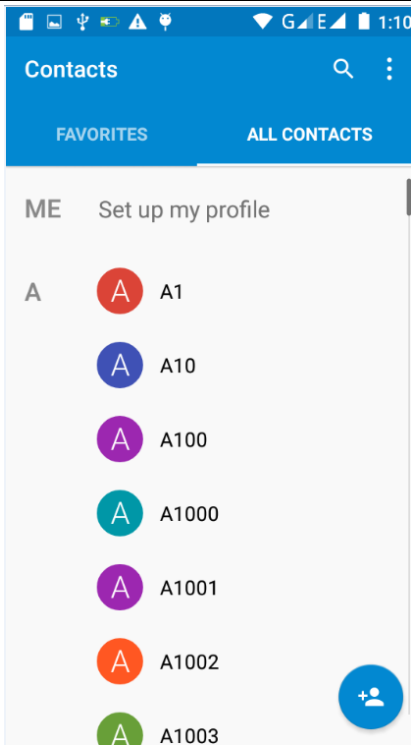 G E 1:10
Contacts
FAVORITES ALL CONTACTS
ME Set up my profile
A A A1
A A10
A A100
A A1000
A A1001
A A1002
A A1003